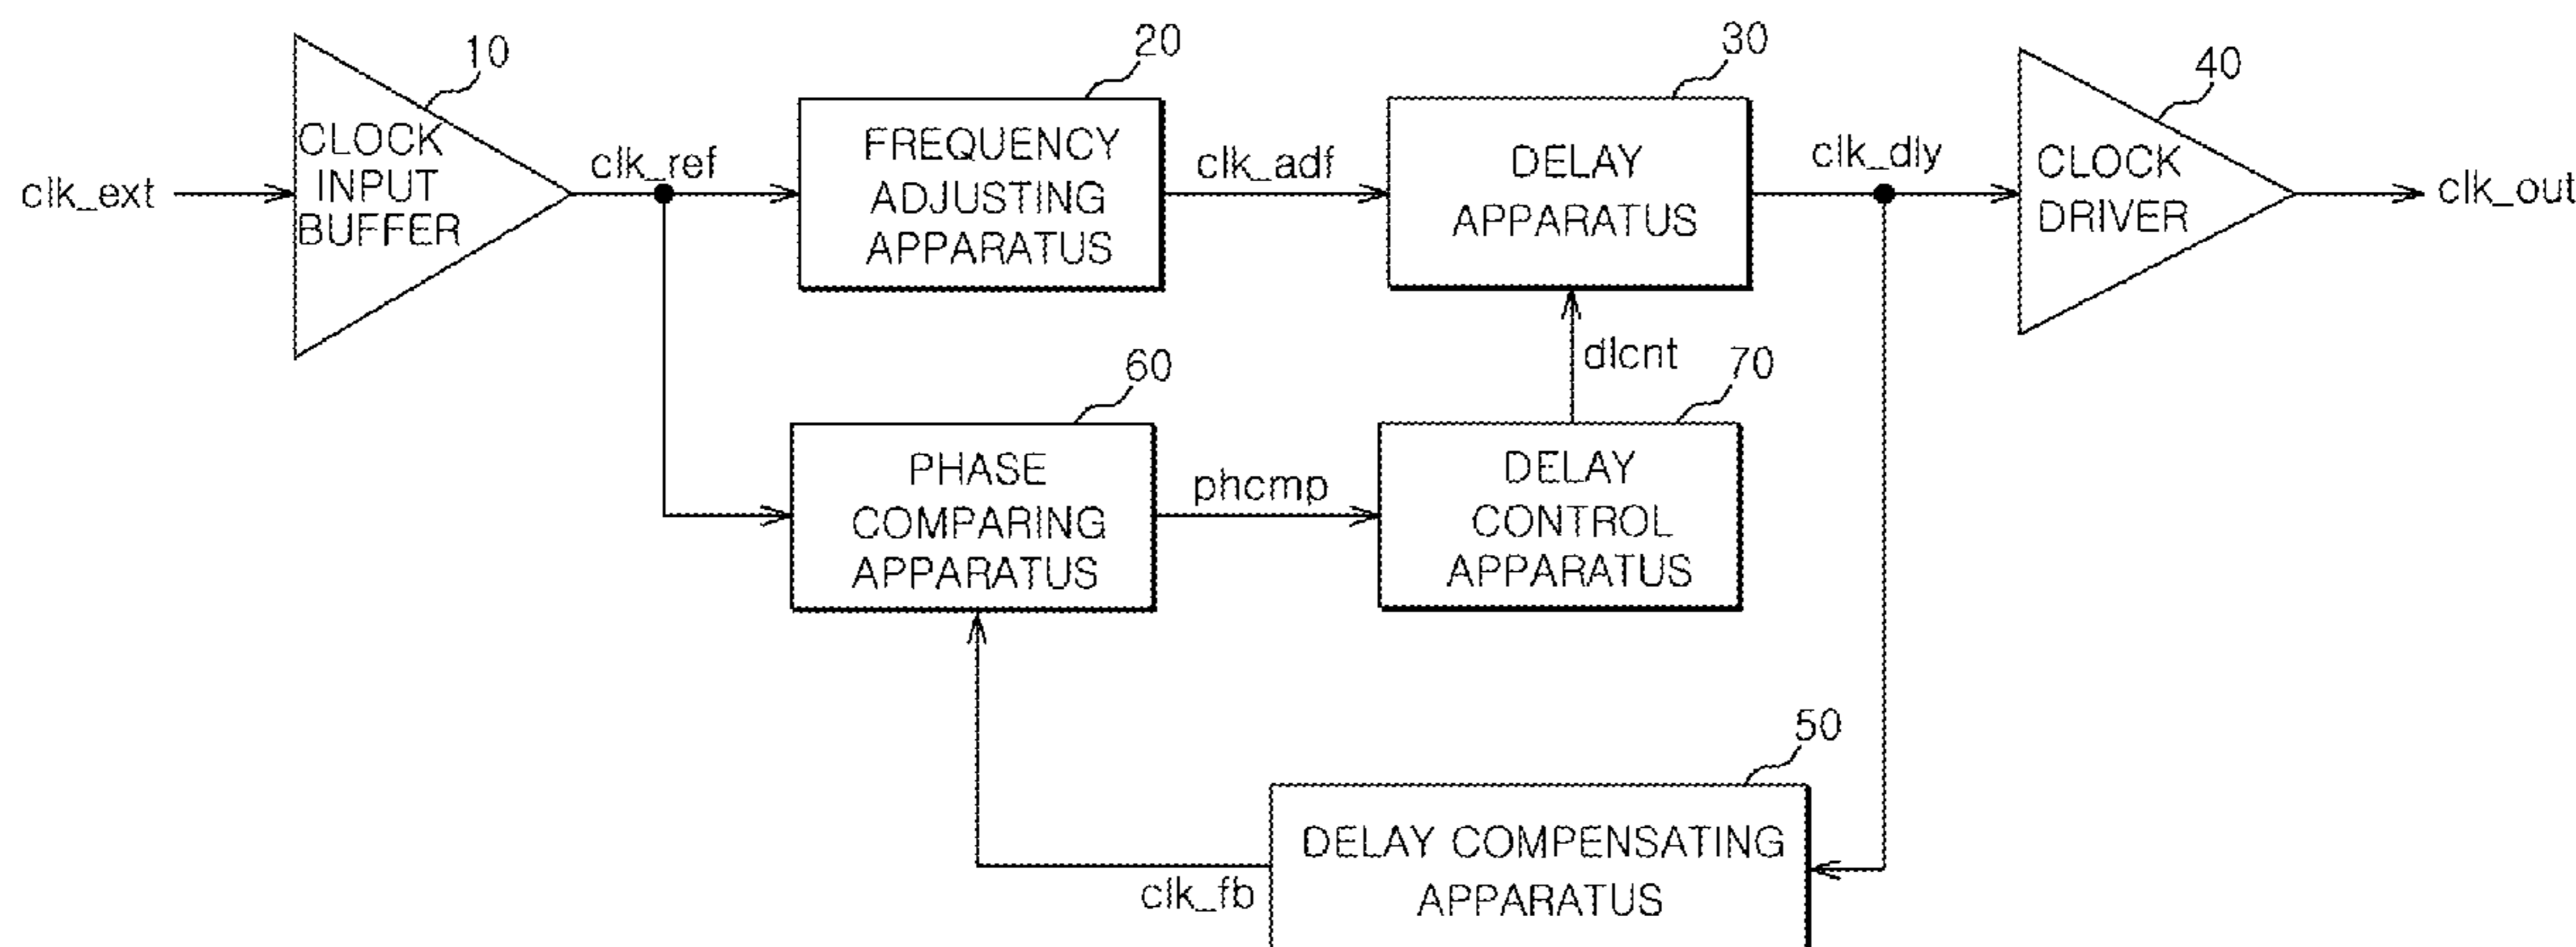 10
20
30
40
clk_ext
CLOCK
INPUT
BUFFER
clk_ref
FREQUENCY
ADJUSTING
APPARATUS
clk_adf
DELAY
APPARATUS
clk_dly
CLOCK
DRIVER
clk_out
dlcnt
60
70
PHASE
COMPARING
APPARATUS
phcmp
DELAY
CONTROL
APPARATUS
50
DELAY COMPENSATING
APPARATUS
clk_fb